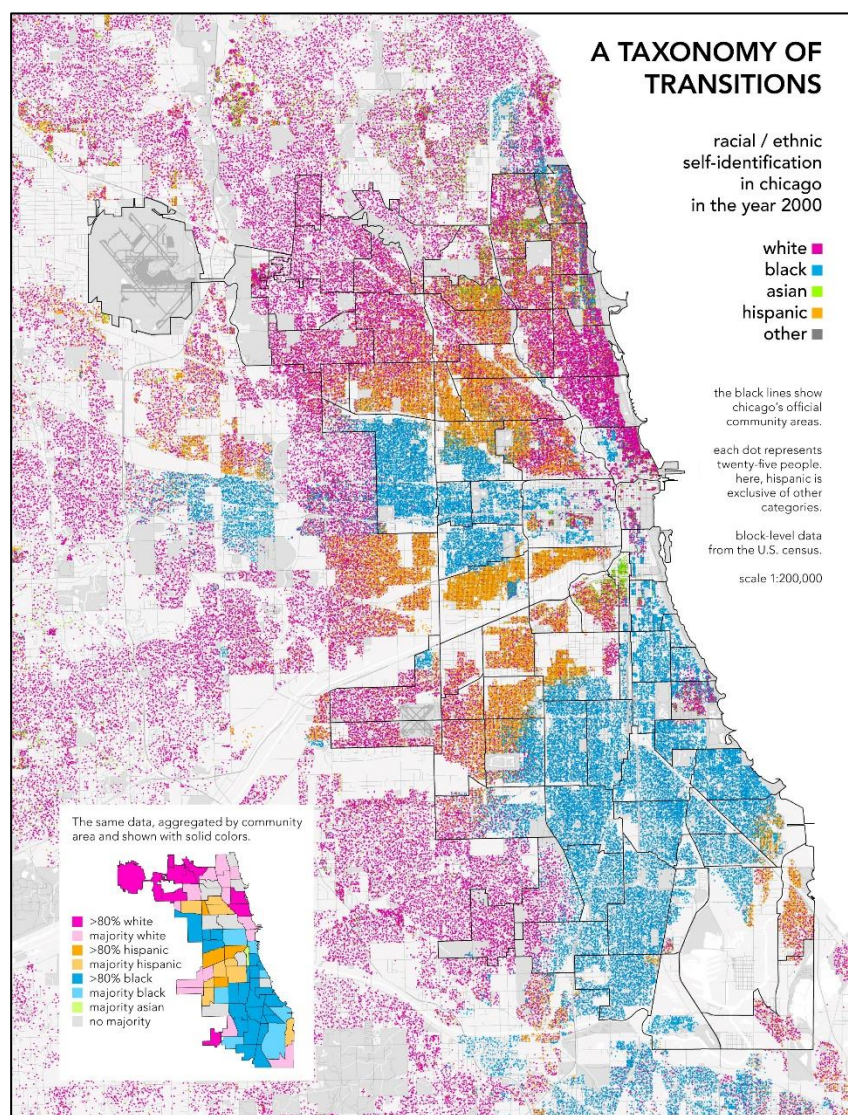 A TAXONOMY OF
TRANSITIONS
racial / ethnic
self-identification
in chicago
in the year 2000
white
black
asian
hispanic
other
the black lines show
chicago's official
community areas.
each dot represents
twenty-five people.
here, hispanic is
exclusive of other
categories.
block-level data
from the U.S. census.
scale 1:200,000
The same data, aggregated by community
area and shown with solid colors.
>80% white
majority white
>80% hispanic
majority hispanic
>80% black
majority black
majority asian
no majority